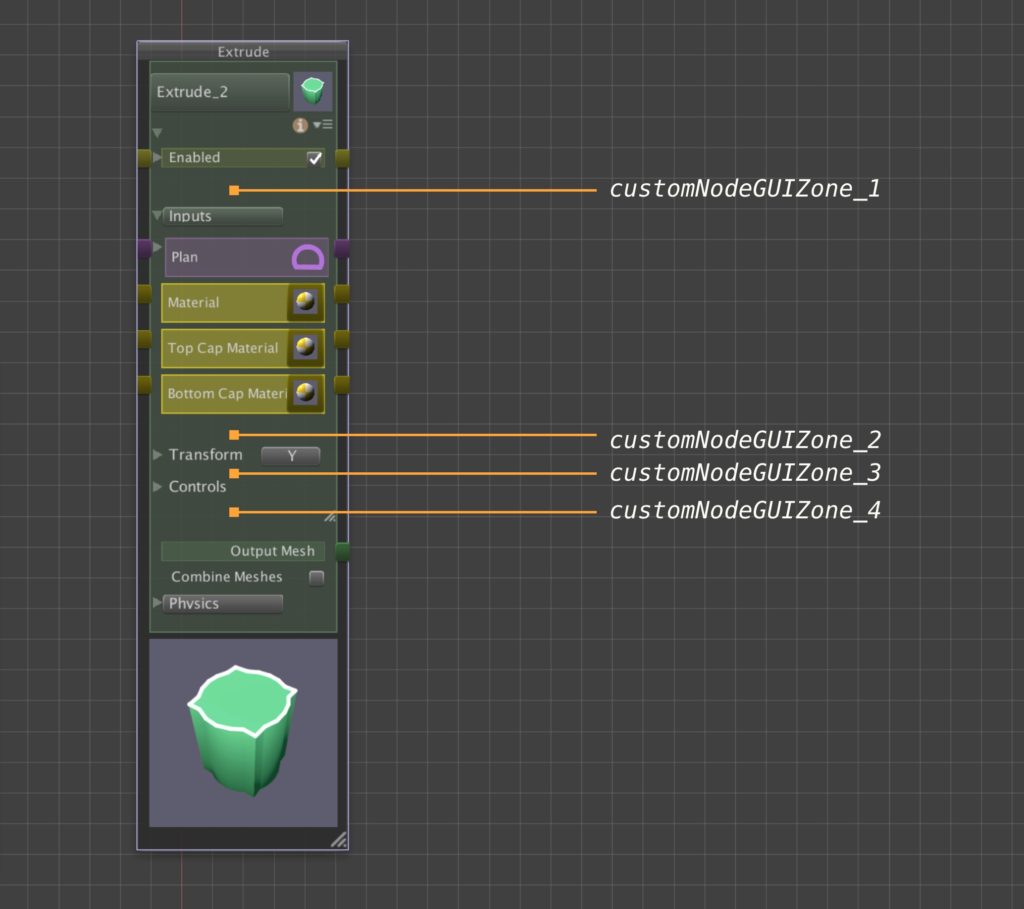 Extrude
Extrude_2
Enabled
customNodeGUIZone_1
Inputs
Plan
Material
Top Cap Material
Bottom Cap Materi
customNodeGUIZone_2
Transform Y
customNodeGUIZone_3
Controls
customNodeGUIZone_4
Output Mesh
Combine Meshes
Physics